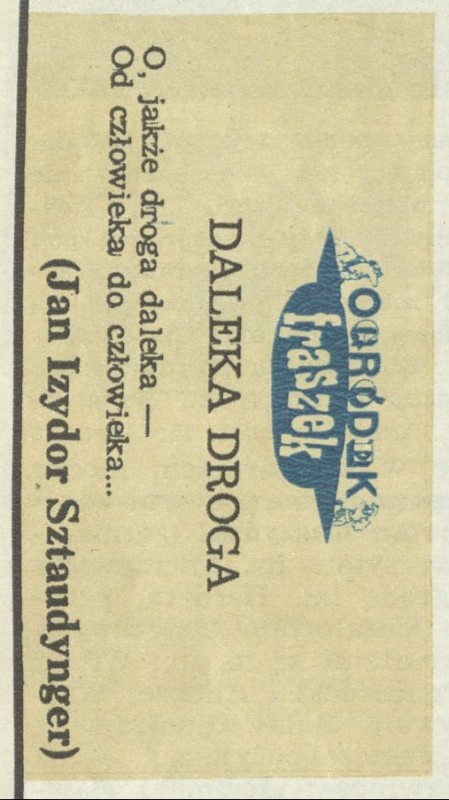 OGRÓDEK
fraszek
DALEKA DROGA
O, jakże droga daleka —
Od człowieka do człowieka...
(Jan Izydor Sztaudynger)